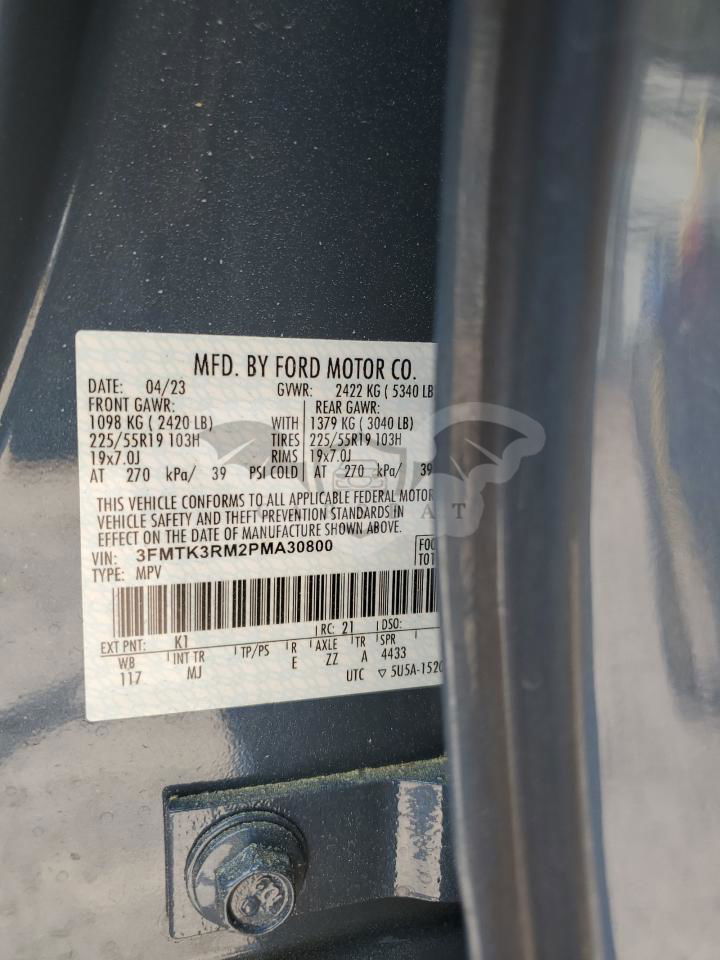 MFD. BY FORD MOTOR CO.
DATE: 04/23 GVWR: 2422 KG ( 5340 LB
FRONT GAWR: REAR GAWR:
1098 KG ( 2420 LB) WITH 1379 KG ( 3040 LB)
225/55R19 103H TIRES 225/55R19 103H
19x7.0J RIMS 19x7.0J
AT 270 kPa/ 39 PSI COLD AT 270 kPa/ 39
THIS VEHICLE CONFORMS TO ALL APPLICABLE FEDERAL MOTOR
VEHICLE SAFETY AND THEFT PREVENTION STANDARDS IN
EFFECT ON THE DATE OF MANUFACTURE SHOWN ABOVE.
VIN: 3FMTK3RM2PMA30800
TYPE: MPV
EXT PNT: K1 RC: 21 DSO:
WB INT TR TP/PS R AXLE TR SPR
117 MJ E ZZ A 4433
UTC ▽ 5U5A-1520